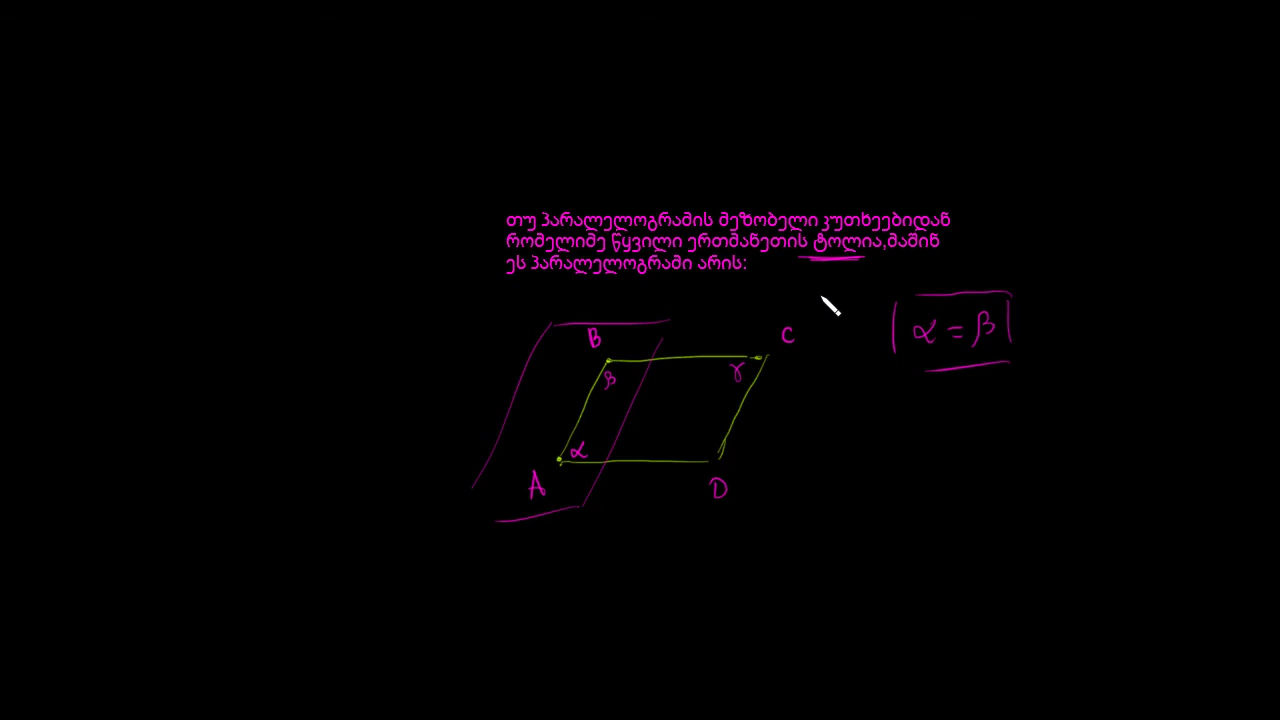 თუ პარალელოგრამის მეზობელი კუთხეებიდან
რომელიმე წყვილი ერთმანეთის ტოლია,მაშინ
ეს პარალელოგრამი არის:
α = β
B
C
β
γ
α
A
D